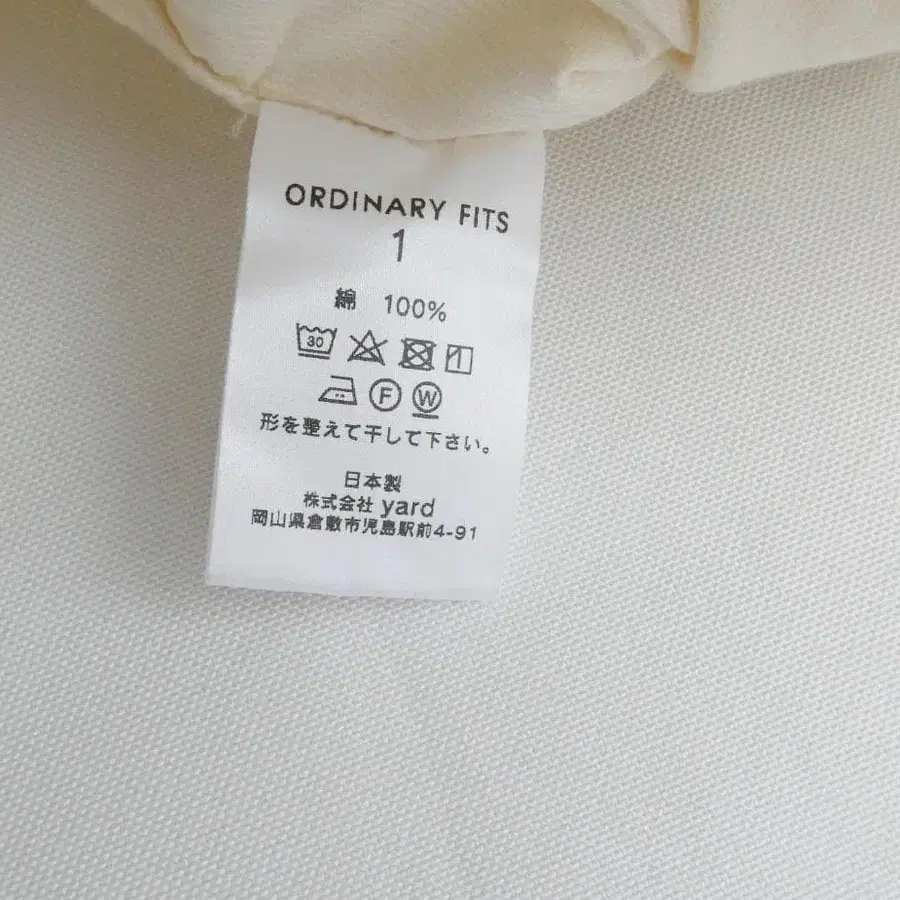 ORDINARY FITS
1
綿 100%
30
F W
形を整えて干して下さい。
日本製
株式会社 yard
岡山県倉敷市児島駅前4-91